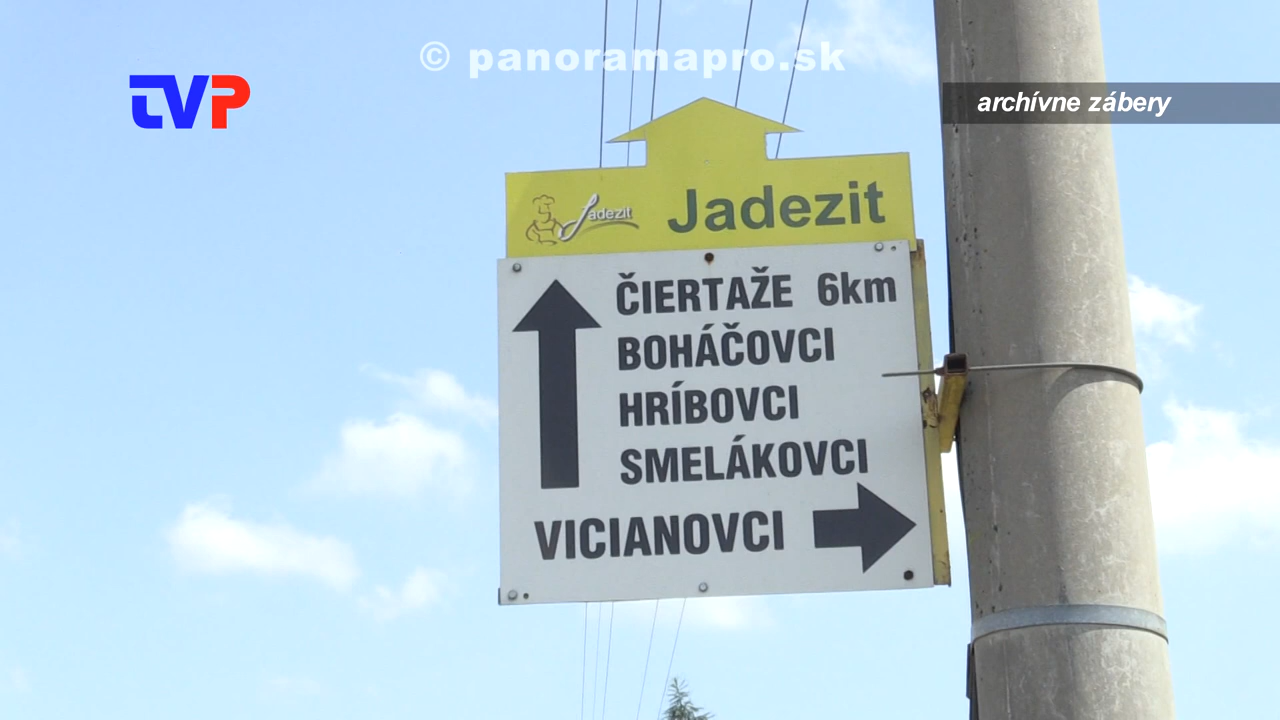 © panoramapro.sk
TVP
archívne zábery
Jadezit
Jadezit
ČIERTAŽE 6km
BOHÁČOVCI
HRÍBOVCI
SMELÁKOVCI
VICIANOVCI